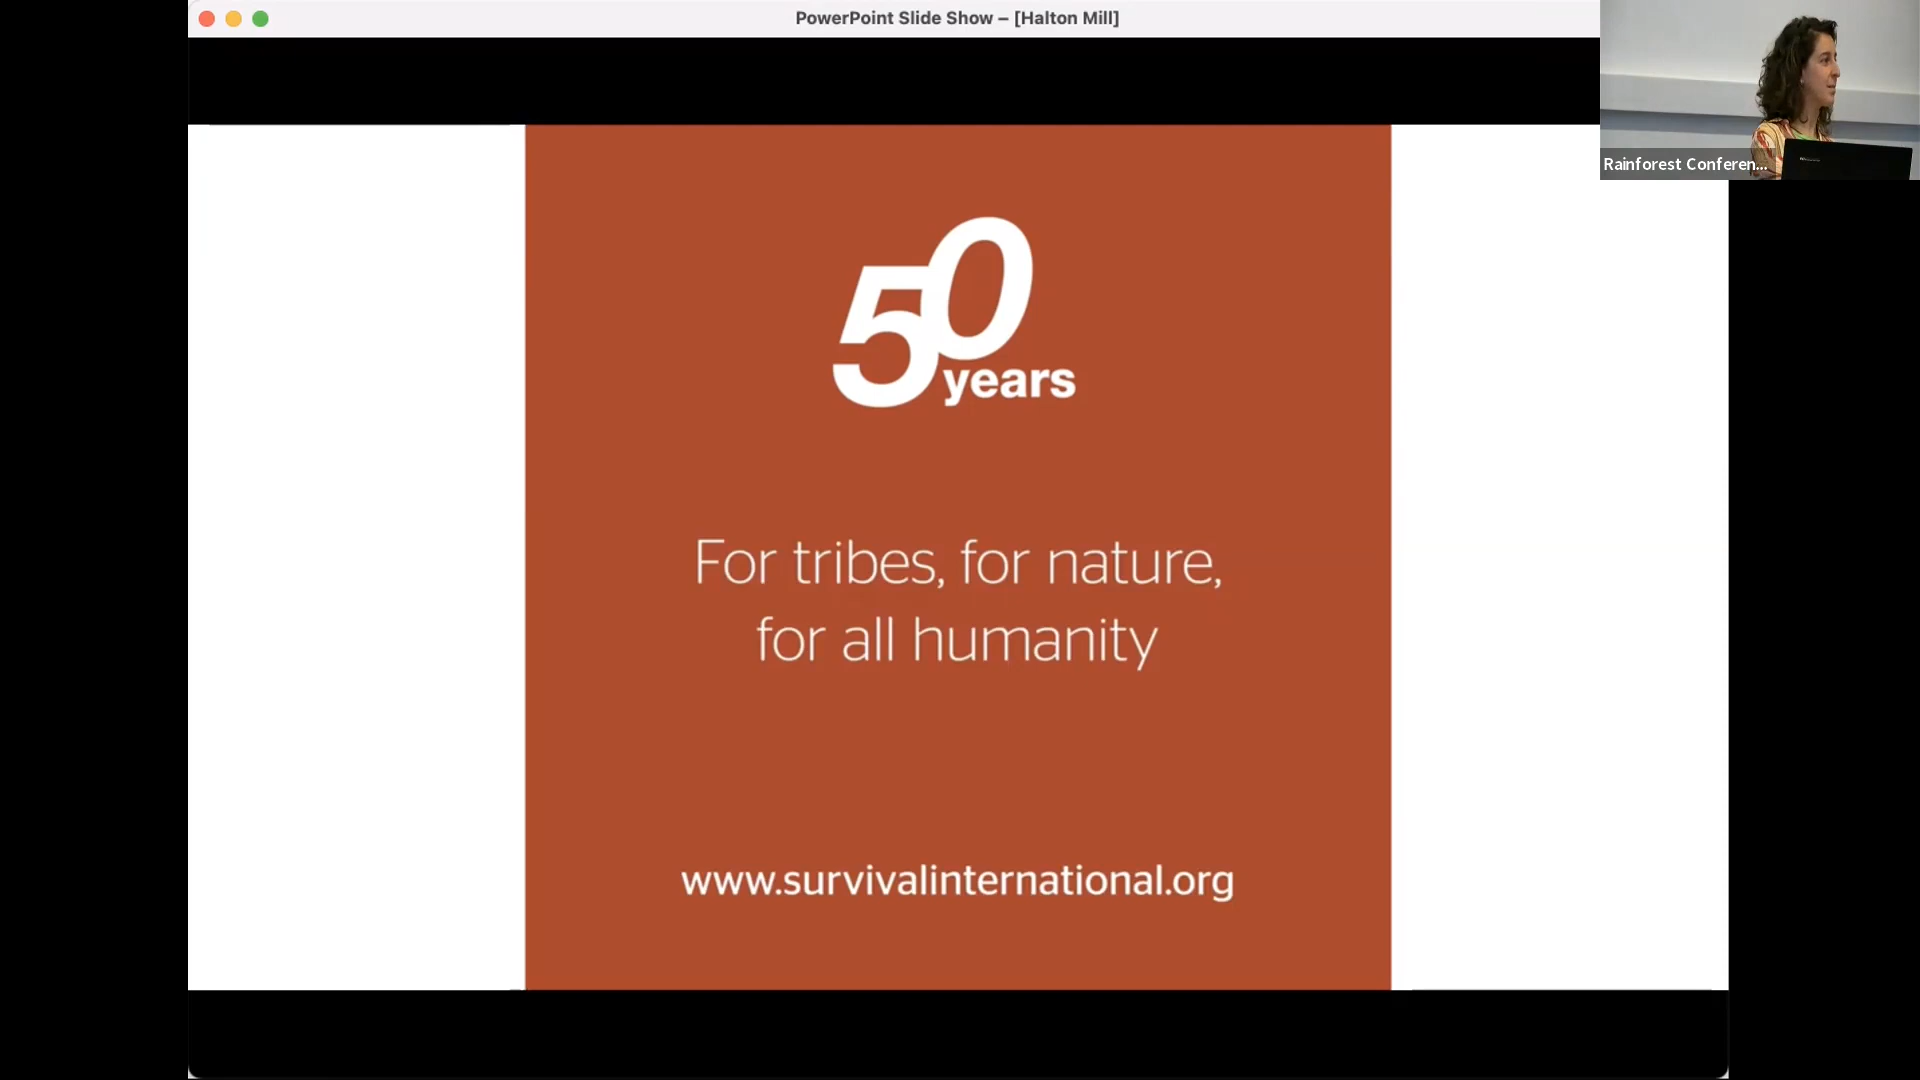 PowerPoint Slide Show – [Halton Mill]
Rainforest Conferen...
50
years
For tribes, for nature,
for all humanity
www.survivalinternational.org